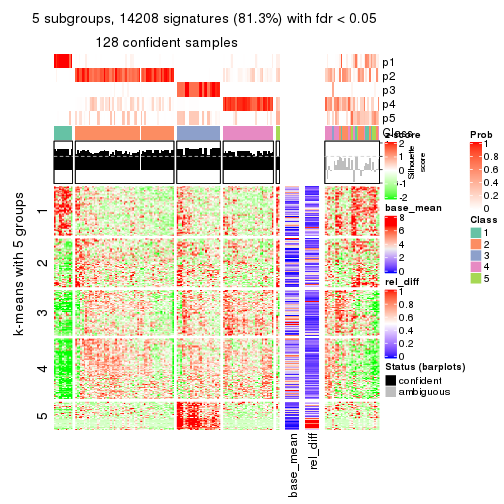 5 subgroups, 14208 signatures (81.3%) with fdr < 0.05
128 confident samples
p1
p2
p3
p4
p5
Class
z-score
2
1
0
-1
-2
Silhouette
score
Prob
1
0.8
0.6
0.4
0.2
0
base_mean
8
6
4
2
0
Class
1
2
3
4
5
rel_diff
1
0.8
0.6
0.4
0.2
0
Status (barplots)
confident
ambiguous
k-means with 5 groups
1
2
3
4
5
base_mean
rel_diff